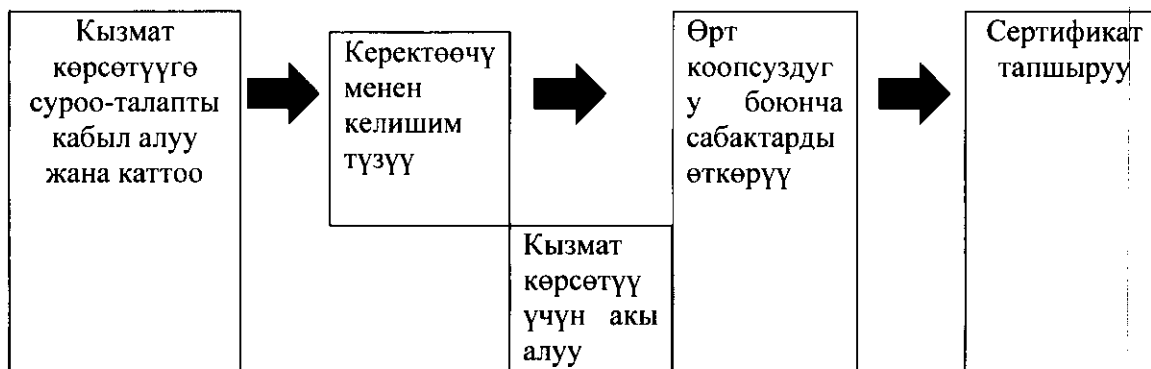 Кызмат
көрсөтүүгө
суроо-талапты
кабыл алуу
жана каттоо
Керектөөчү
менен
келишим
түзүү
Кызмат
көрсөтүү
үчүн акы
алуу
Өрт
коопсуздуг
у боюнча
сабактарды
өткөрүү
Сертификат
тапшыруу